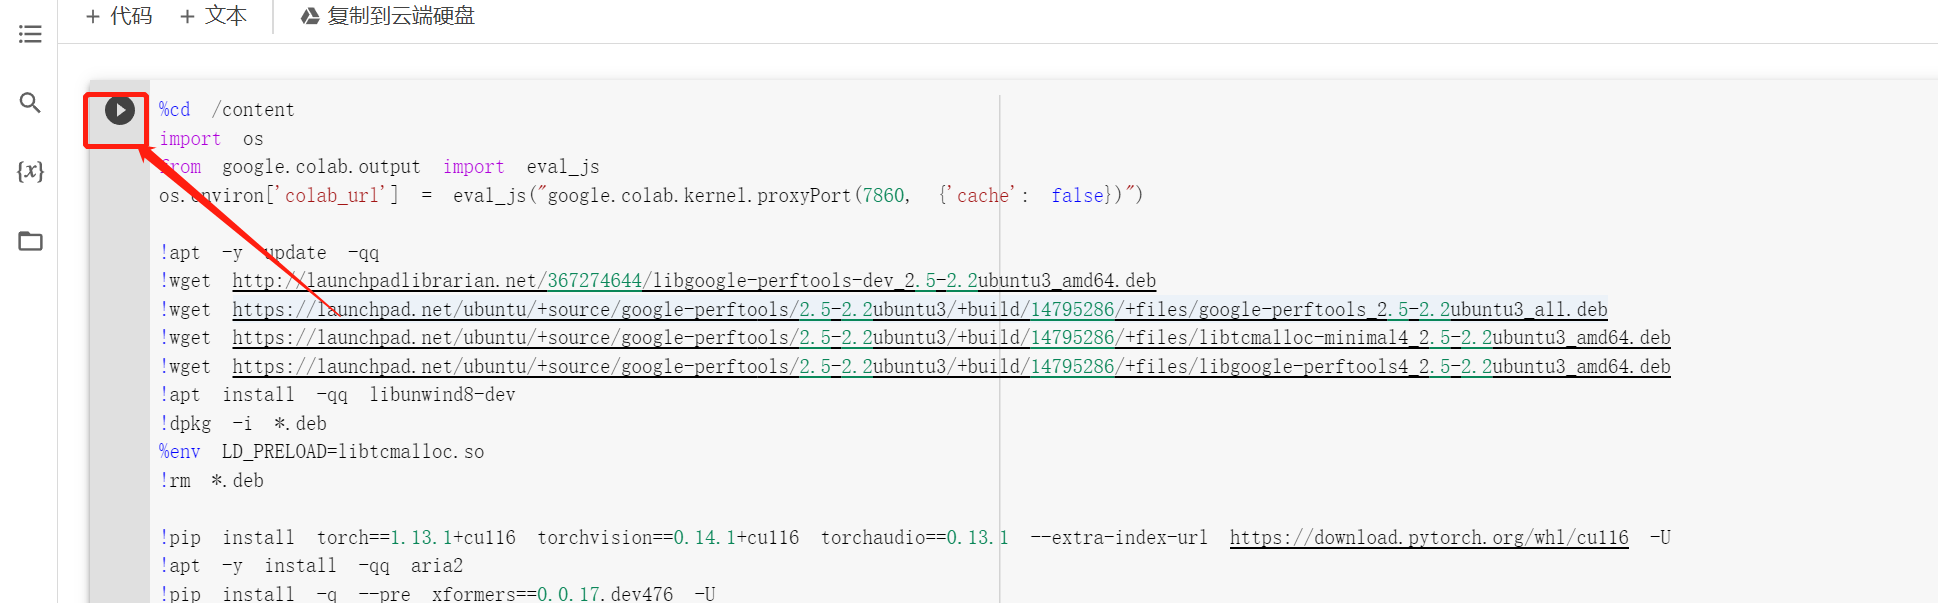 + 代码 + 文本 复制到云端硬盘
{x}
%cd /content
import os
from google.colab.output import eval_js
os.environ['colab_url'] = eval_js("google.colab.kernel.proxyPort(7860, {'cache': false})")
!apt -y update -qq
!wget http://launchpadlibrarian.net/367274644/libgoogle-perftools-dev_2.5-2.2ubuntu3_amd64.deb
!wget https://launchpad.net/ubuntu/+source/google-perftools/2.5-2.2ubuntu3/+build/14795286/+files/google-perftools_2.5-2.2ubuntu3_all.deb
!wget https://launchpad.net/ubuntu/+source/google-perftools/2.5-2.2ubuntu3/+build/14795286/+files/libtcmalloc-minimal4_2.5-2.2ubuntu3_amd64.deb
!wget https://launchpad.net/ubuntu/+source/google-perftools/2.5-2.2ubuntu3/+build/14795286/+files/libgoogle-perftools4_2.5-2.2ubuntu3_amd64.deb
!apt install -qq libunwind8-dev
!dpkg -i *.deb
%env LD_PRELOAD=libtcmalloc.so
!rm *.deb
!pip install torch==1.13.1+cu116 torchvision==0.14.1+cu116 torchaudio==0.13.1 --extra-index-url https://download.pytorch.org/whl/cu116 -U
!apt -y install -qq aria2
!pip install -q --pre xformers==0.0.17.dev476 -U